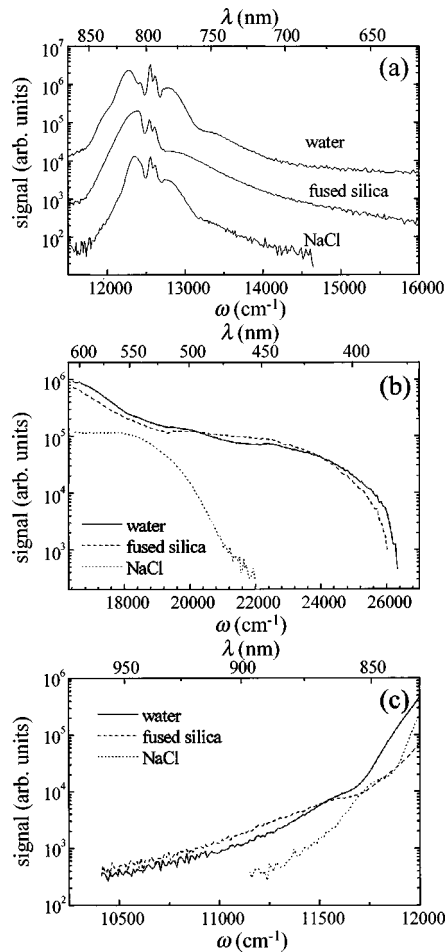 λ (nm)
850 800 750 700 650
(a)
10⁷
10⁶
10⁵
10⁴
10³
10²
signal (arb. units)
water
fused silica
NaCl
12000 13000 14000 15000 16000
ω (cm⁻¹)
λ (nm)
600 550 500 450 400
(b)
10⁶
10⁵
10⁴
10³
signal (arb. units)
water
fused silica
NaCl
18000 20000 22000 24000 26000
ω (cm⁻¹)
λ (nm)
950 900 850
(c)
10⁶
10⁵
10⁴
10³
10²
10¹
signal (arb. units)
water
fused silica
NaCl
10500 11000 11500 12000
ω (cm⁻¹)